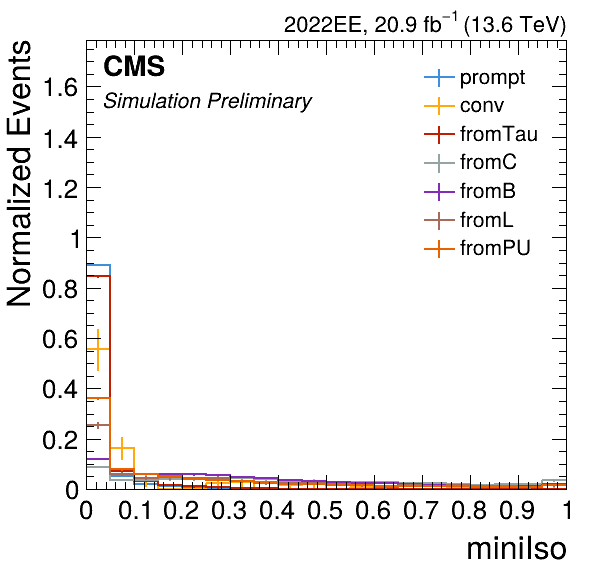 2022EE, 20.9 fb⁻¹ (13.6 TeV)
CMS
Simulation Preliminary
prompt
conv
fromTau
fromC
fromB
fromL
fromPU
Normalized Events
1.6
1.4
1.2
1
0.8
0.6
0.4
0.2
0
0 0.1 0.2 0.3 0.4 0.5 0.6 0.7 0.8 0.9 1
miniIso